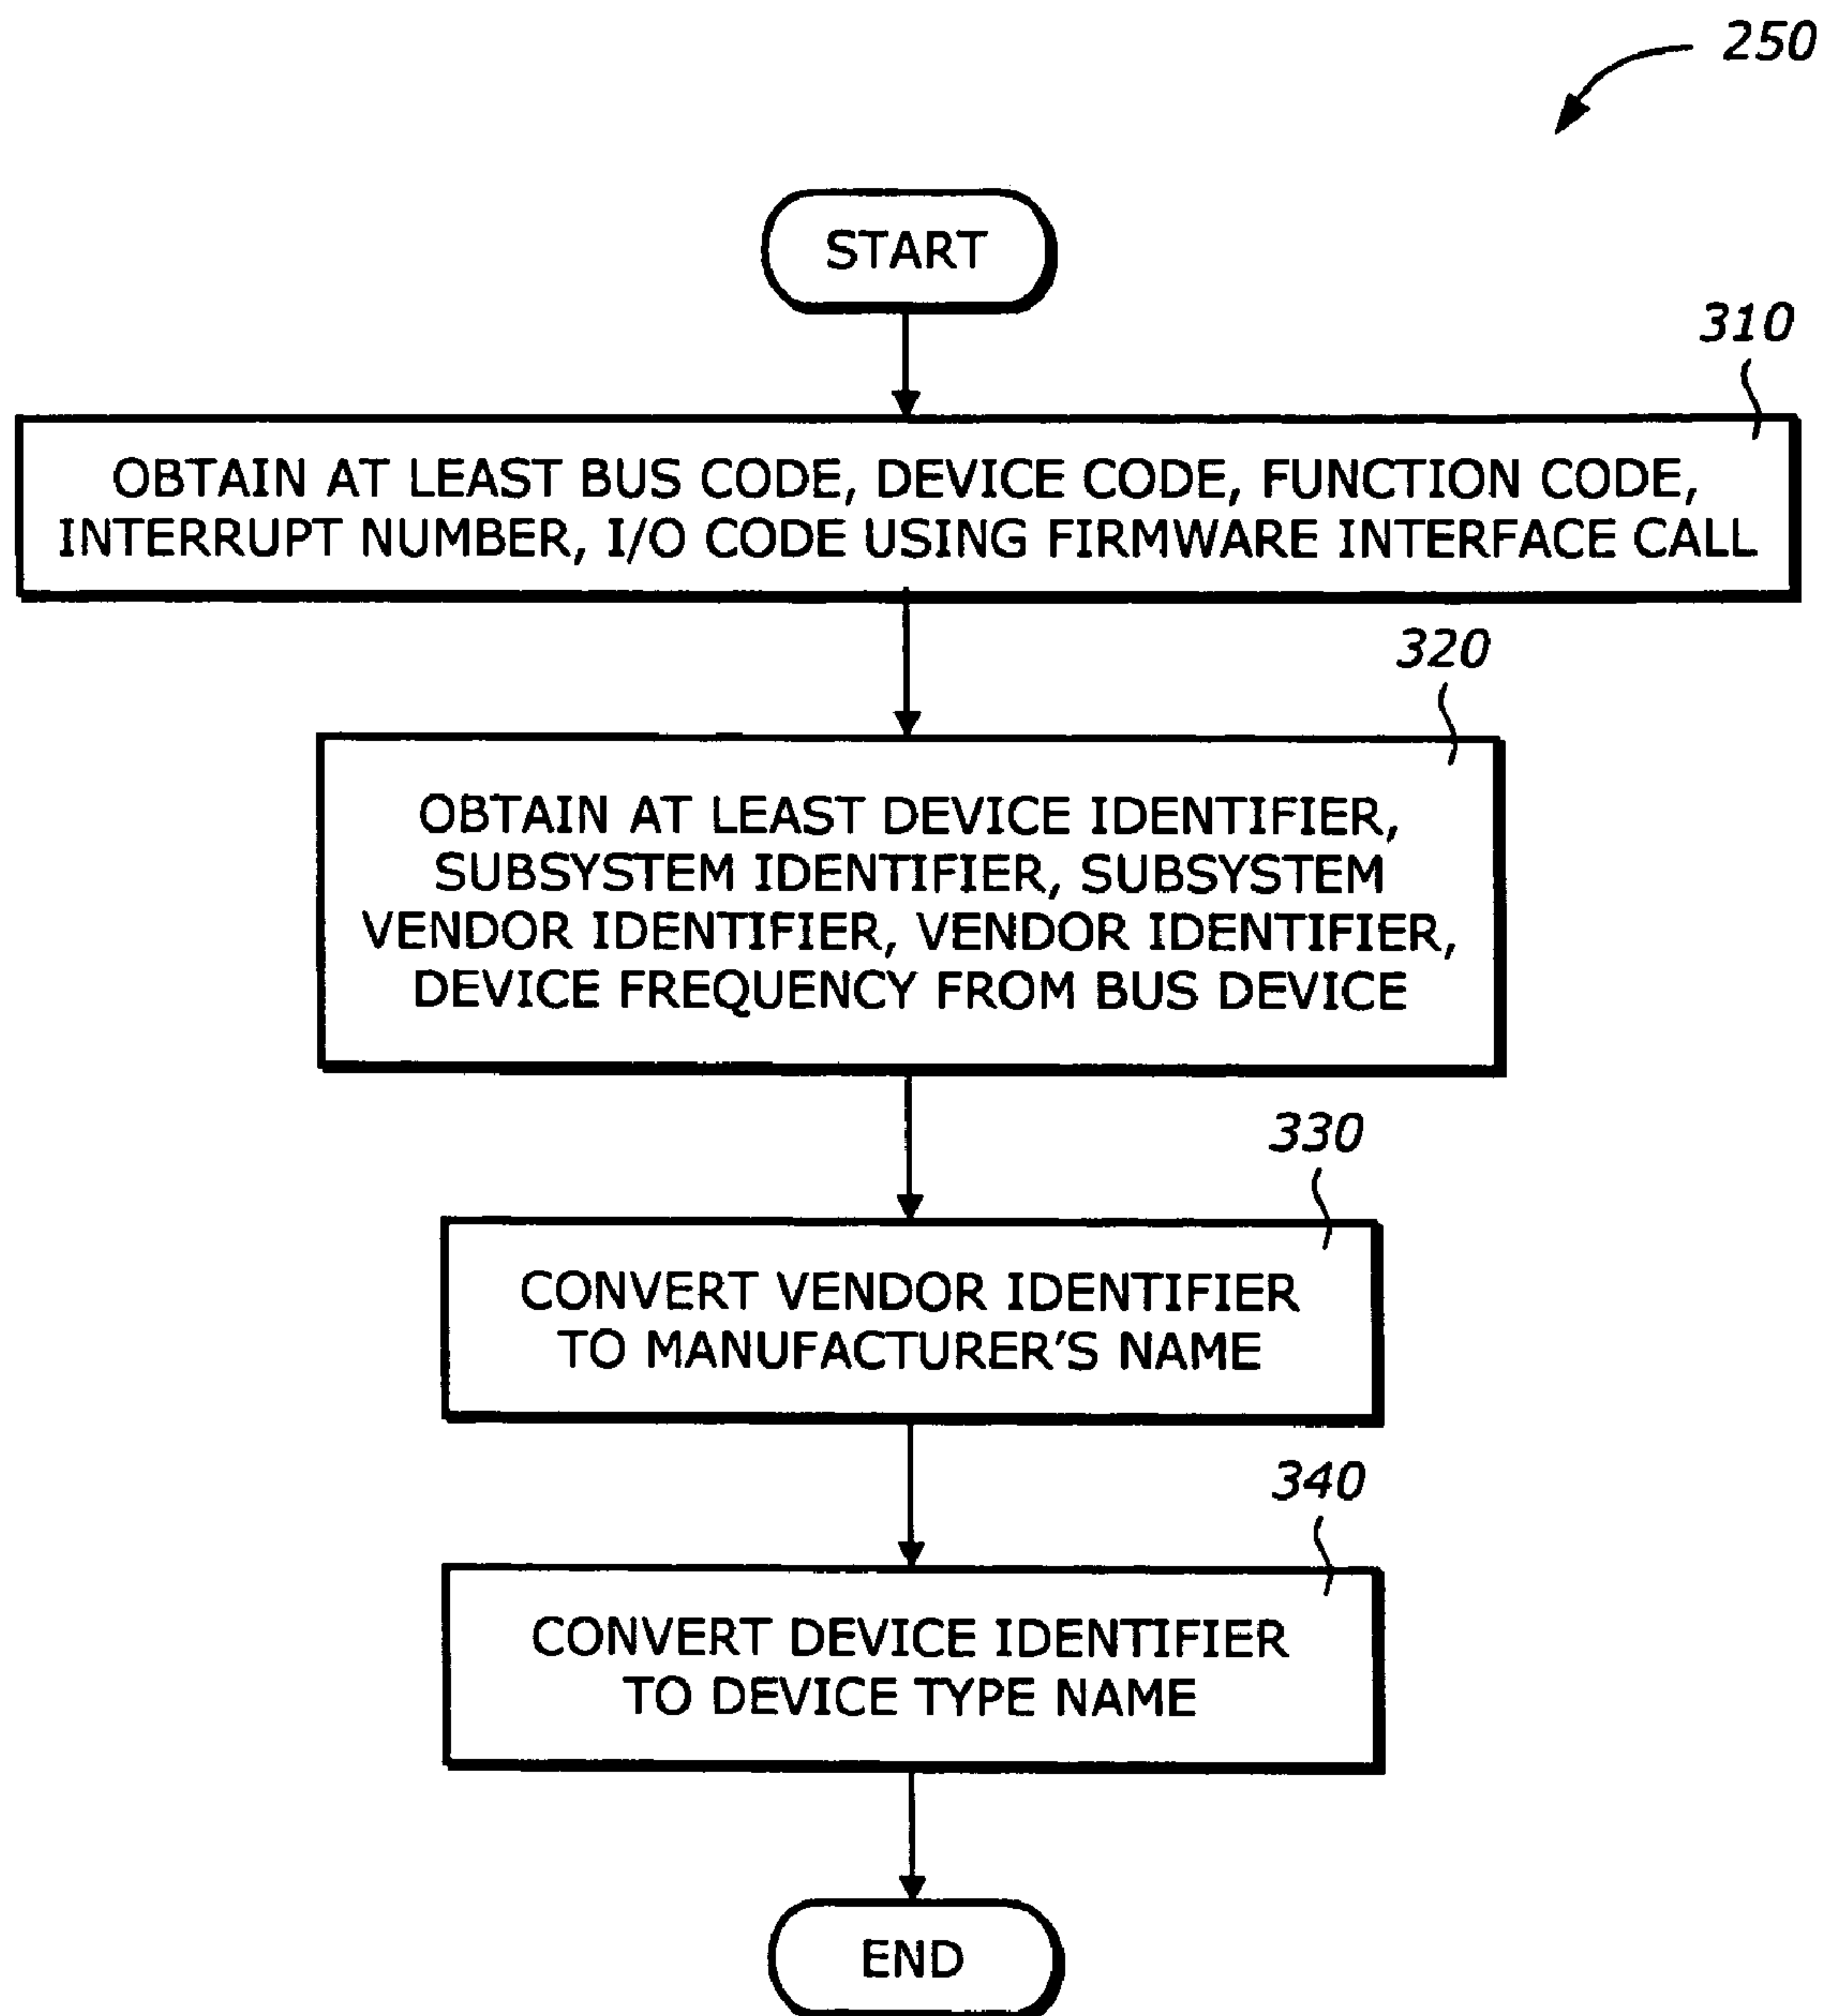 250
START
310
OBTAIN AT LEAST BUS CODE, DEVICE CODE, FUNCTION CODE,
INTERRUPT NUMBER, I/O CODE USING FIRMWARE INTERFACE CALL
320
OBTAIN AT LEAST DEVICE IDENTIFIER,
SUBSYSTEM IDENTIFIER, SUBSYSTEM
VENDOR IDENTIFIER, VENDOR IDENTIFIER,
DEVICE FREQUENCY FROM BUS DEVICE
330
CONVERT VENDOR IDENTIFIER
TO MANUFACTURER'S NAME
340
CONVERT DEVICE IDENTIFIER
TO DEVICE TYPE NAME
END